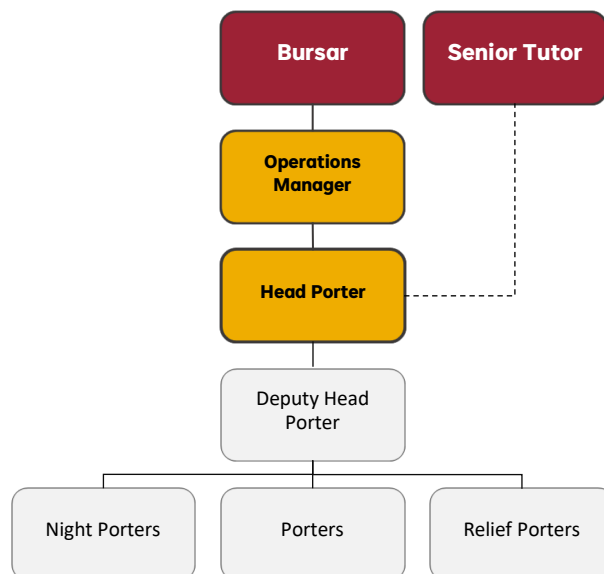 Bursar
Senior Tutor
Operations
Manager
Head Porter
Deputy Head
Porter
Night Porters
Porters
Relief Porters